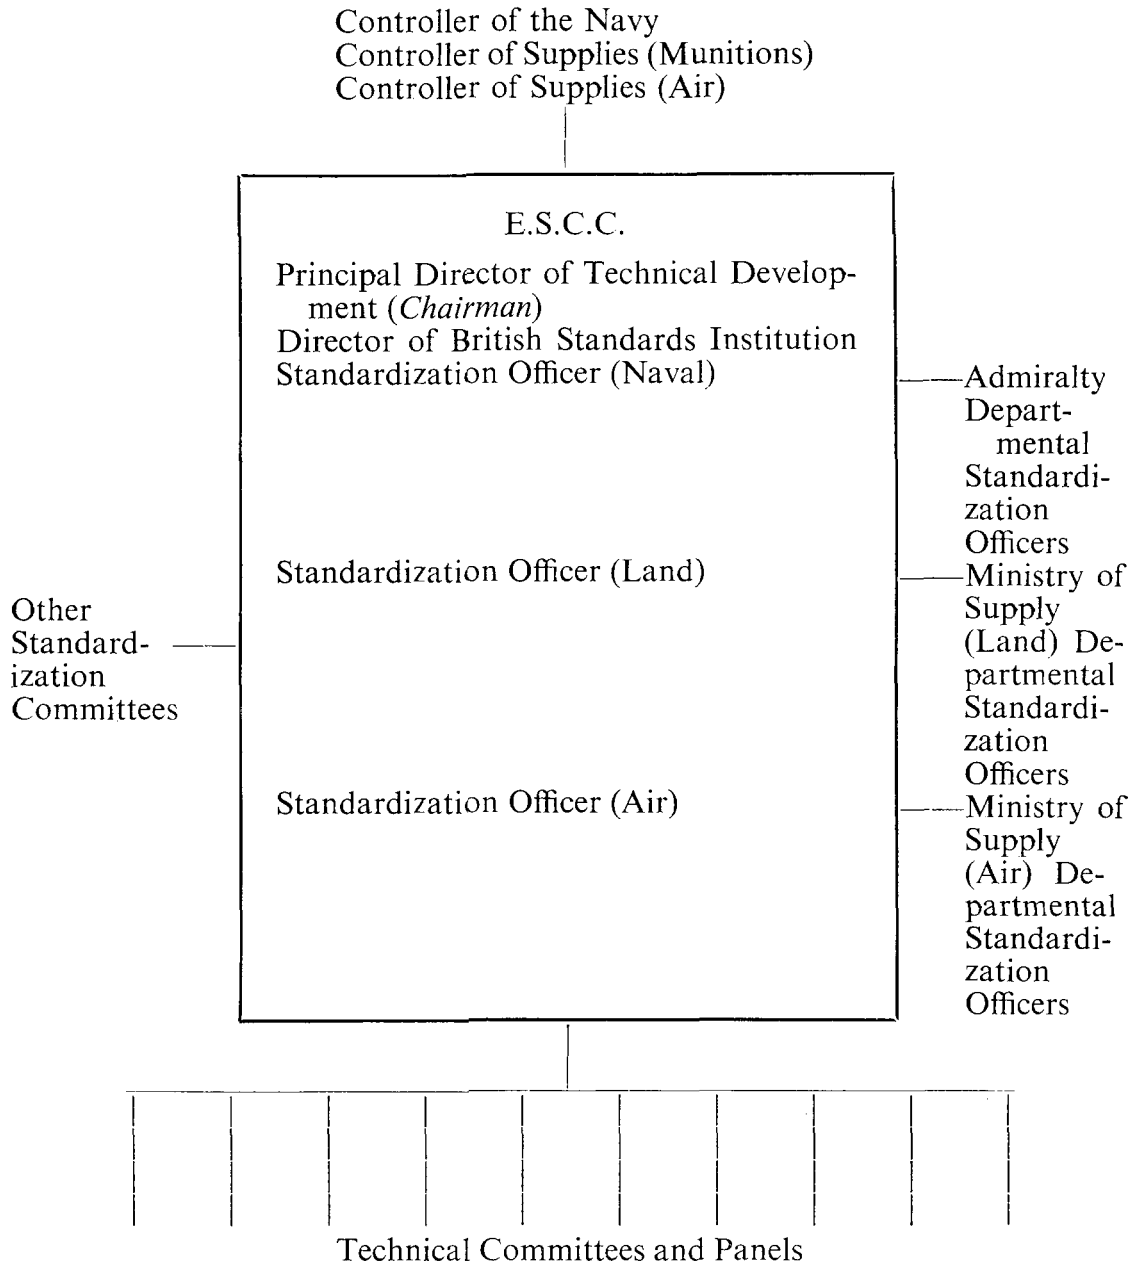 Controller of the Navy
Controller of Supplies (Munitions)
Controller of Supplies (Air)
E.S.C.C.
Principal Director of Technical Develop-
ment (Chairman)
Director of British Standards Institution
Standardization Officer (Naval)
Admiralty
Depart-
mental
Standardi-
zation
Officers
Standardization Officer (Land)
Ministry of
Supply
(Land) De-
partmental
Standardi-
zation
Officers
Other
Standard-
ization
Committees
Standardization Officer (Air)
Ministry of
Supply
(Air) De-
partmental
Standardi-
zation
Officers
Technical Committees and Panels